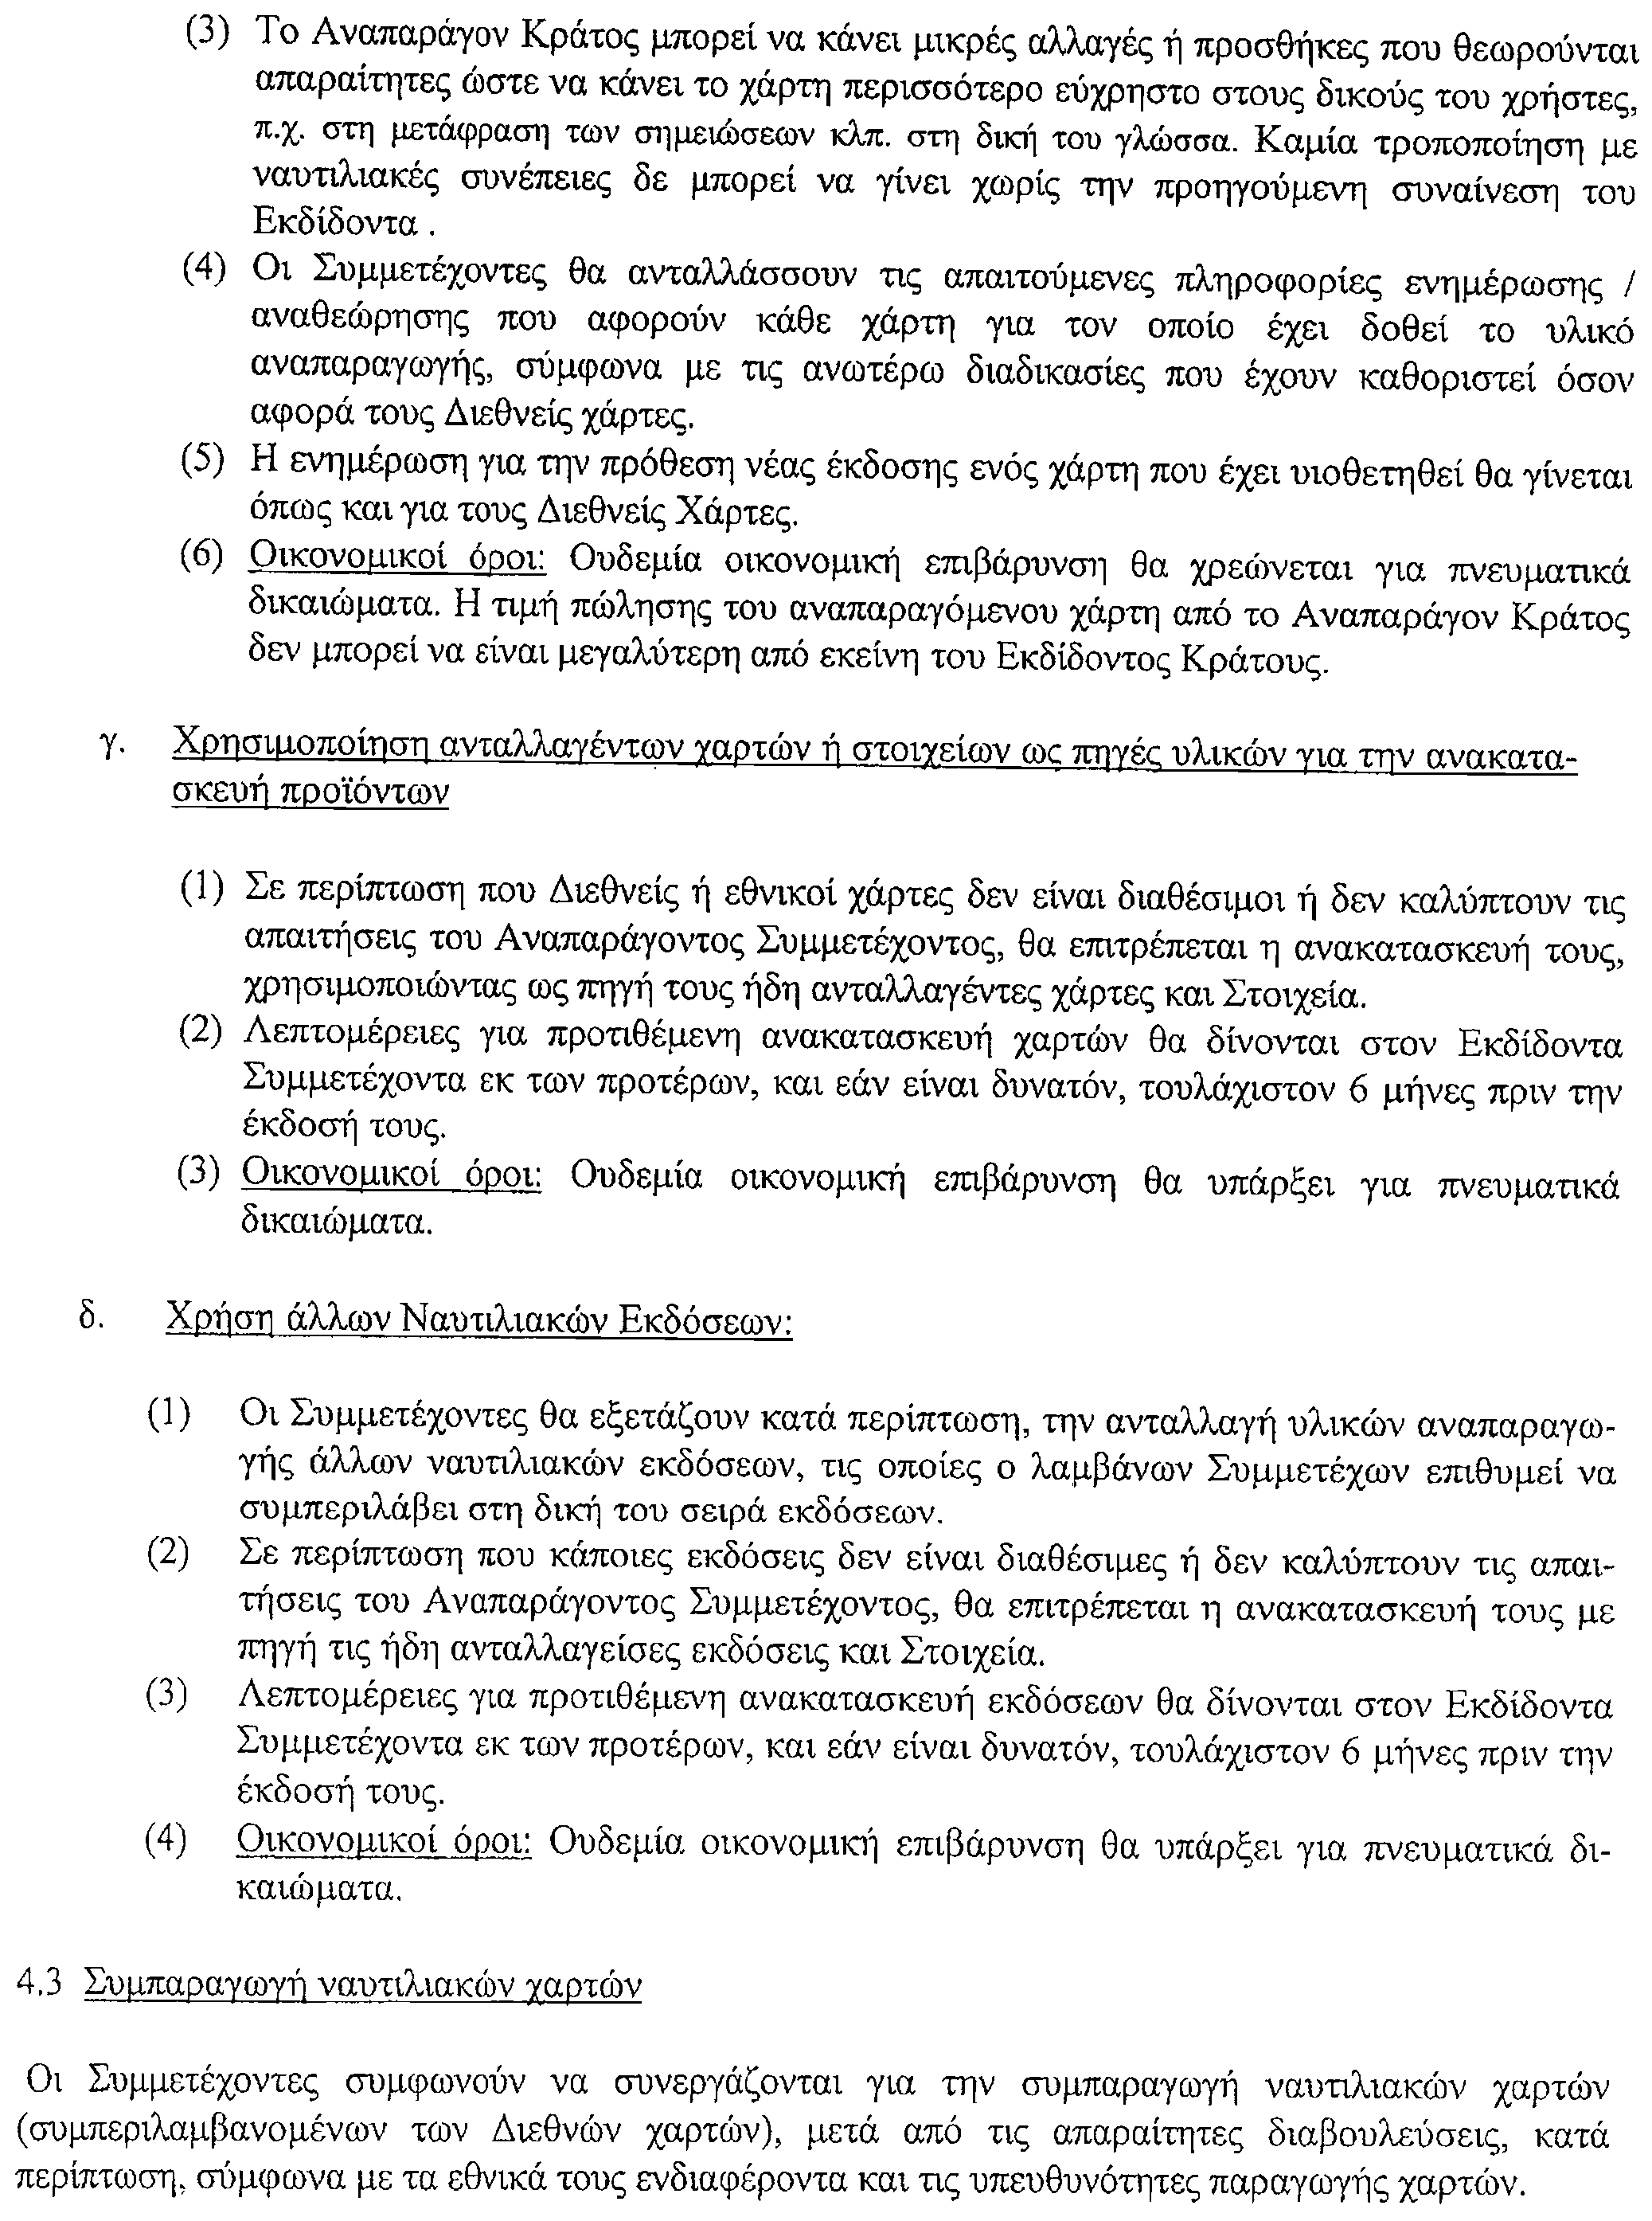 (3) Το Αναπαράγον Κράτος μπορεί να κάνει μικρές αλλαγές ή προσθήκες που θεωρούνται
απαραίτητες ώστε να κάνει το χάρτη περισσότερο εύχρηστο στους δικούς του χρήστες,
π.χ. στη μετάφραση των σημειώσεων κλπ. στη δική του γλώσσα. Καμία τροποποίηση με
ναυτιλιακές συνέπειες δε μπορεί να γίνει χωρίς την προηγούμενη συναίνεση του
Εκδίδοντα .
(4) Οι Συμμετέχοντες θα ανταλλάσσουν τις απαιτούμενες πληροφορίες ενημέρωσης /
αναθεώρησης που αφορούν κάθε χάρτη για τον οποίο έχει δοθεί το υλικό
αναπαραγωγής, σύμφωνα με τις ανωτέρω διαδικασίες που έχουν καθοριστεί όσον
αφορά τους Διεθνείς χάρτες.
(5) Η ενημέρωση για την πρόθεση νέας έκδοσης ενός χάρτη που έχει υιοθετηθεί θα γίνεται
όπως και για τους Διεθνείς Χάρτες.
(6) Οικονομικοί όροι: Ουδεμία οικονομική επιβάρυνση θα χρεώνεται για πνευματικά
δικαιώματα. Η τιμή πώλησης του αναπαραγόμενου χάρτη από το Αναπαράγον Κράτος
δεν μπορεί να είναι μεγαλύτερη από εκείνη του Εκδίδοντος Κράτους.
γ. Χρησιμοποίηση ανταλλαγέντων χαρτών ή στοιχείων ως πηγές υλικών για την ανακατα-
σκευή προϊόντων
(1) Σε περίπτωση που Διεθνείς ή εθνικοί χάρτες δεν είναι διαθέσιμοι ή δεν καλύπτουν τις
απαιτήσεις του Αναπαράγοντος Συμμετέχοντος, θα επιτρέπεται η ανακατασκευή τους,
χρησιμοποιώντας ως πηγή τους ήδη ανταλλαγέντες χάρτες και Στοιχεία.
(2) Λεπτομέρειες για προτιθέμενη ανακατασκευή χαρτών θα δίνονται στον Εκδίδοντα
Συμμετέχοντα εκ των προτέρων, και εάν είναι δυνατόν, τουλάχιστον 6 μήνες πριν την
έκδοσή τους.
(3) Οικονομικοί όροι: Ουδεμία οικονομική επιβάρυνση θα υπάρξει για πνευματικά
δικαιώματα.
δ. Χρήση άλλων Ναυτιλιακών Εκδόσεων:
(1) Οι Συμμετέχοντες θα εξετάζουν κατά περίπτωση, την ανταλλαγή υλικών αναπαραγω-
γής άλλων ναυτιλιακών εκδόσεων, τις οποίες ο λαμβάνων Συμμετέχων επιθυμεί να
συμπεριλάβει στη δική του σειρά εκδόσεων.
(2) Σε περίπτωση που κάποιες εκδόσεις δεν είναι διαθέσιμες ή δεν καλύπτουν τις απαι-
τήσεις του Αναπαράγοντος Συμμετέχοντος, θα επιτρέπεται η ανακατασκευή τους με
πηγή τις ήδη ανταλλαγείσες εκδόσεις και Στοιχεία.
(3) Λεπτομέρειες για προτιθέμενη ανακατασκευή εκδόσεων θα δίνονται στον Εκδίδοντα
Συμμετέχοντα εκ των προτέρων, και εάν είναι δυνατόν, τουλάχιστον 6 μήνες πριν την
έκδοσή τους.
(4) Οικονομικοί όροι: Ουδεμία οικονομική επιβάρυνση θα υπάρξει για πνευματικά δι-
καιώματα.
4.3 Συμπαραγωγή ναυτιλιακών χαρτών
Οι Συμμετέχοντες συμφωνούν να συνεργάζονται για την συμπαραγωγή ναυτιλιακών χαρτών
(συμπεριλαμβανομένων των Διεθνών χαρτών), μετά από τις απαραίτητες διαβουλεύσεις, κατά
περίπτωση, σύμφωνα με τα εθνικά τους ενδιαφέροντα και τις υπευθυνότητες παραγωγής χαρτών.